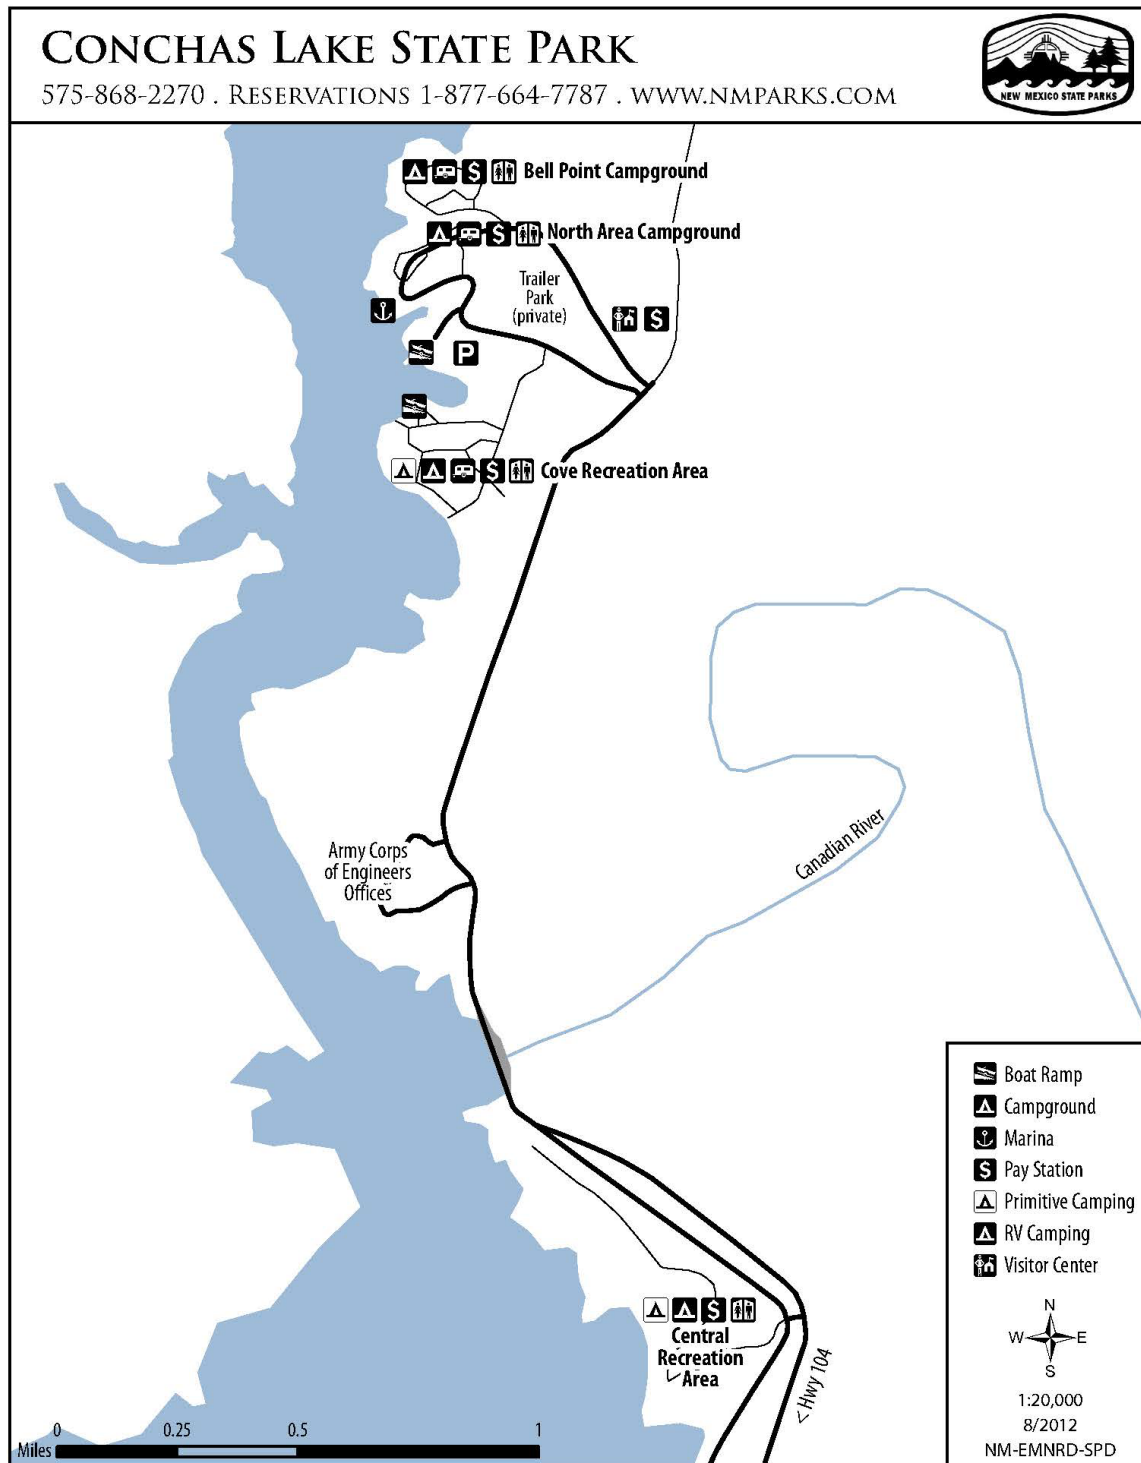 CONCHAS LAKE STATE PARK
575-868-2270 . RESERVATIONS 1-877-664-7787 . WWW.NMPARKS.COM
NEW MEXICO STATE PARKS
$ Bell Point Campground
$ North Area Campground
Trailer
Park
(private)
$
P
$ Cove Recreation Area
Canadian River
Army Corps
of Engineers
Offices
$
Central
Recreation
Area
< Hwy 104
Boat Ramp
Campground
Marina
$ Pay Station
Primitive Camping
RV Camping
Visitor Center
N
W E
S
1:20,000
8/2012
NM-EMNRD-SPD
0 0.25 0.5 1
Miles